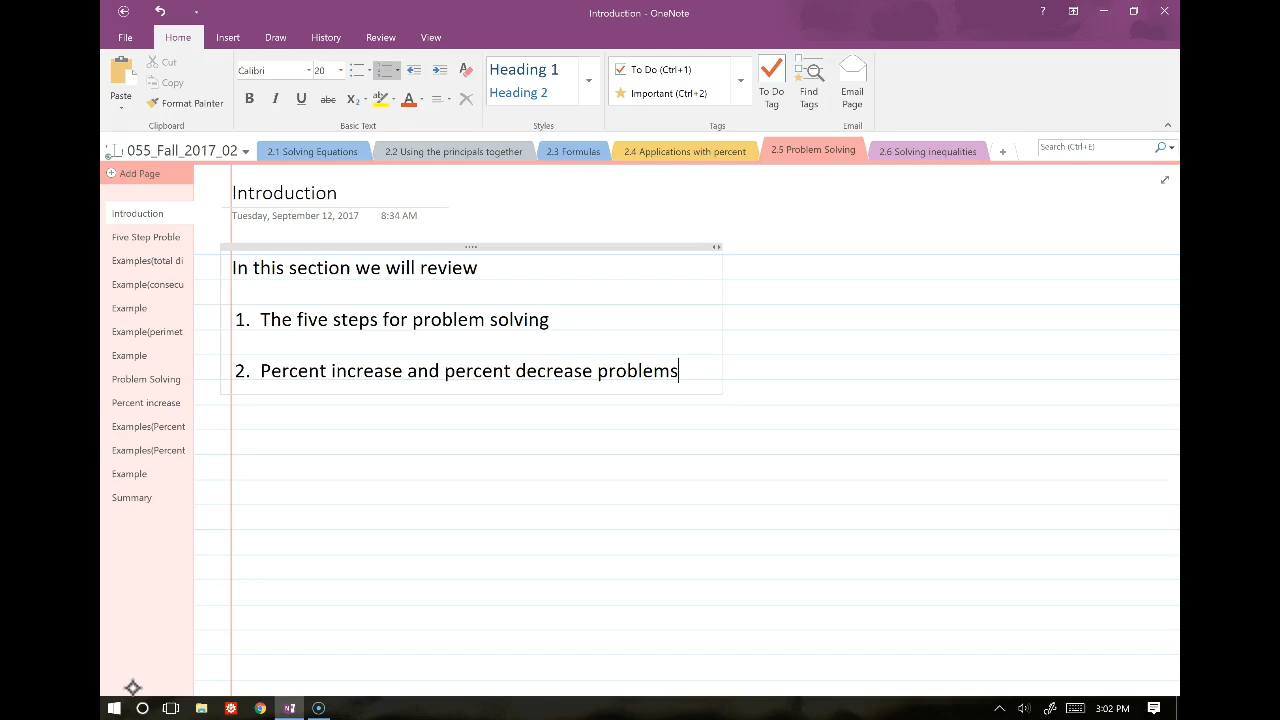 Introduction - OneNote
?
File Home Insert Draw History Review View
Paste
Cut
Copy
Format Painter
Clipboard
Calibri 20
B I U abc X₂ ab A
Basic Text
Heading 1
Heading 2
Styles
To Do (Ctrl+1)
Important (Ctrl+2)
Tags
To Do Tag
Find Tags
Email Page
Email
055_Fall_2017_02 2.1 Solving Equations 2.2 Using the principals together 2.3 Formulas 2.4 Applications with percent 2.5 Problem Solving 2.6 Solving inequalities + Search (Ctrl+E)
Add Page
Introduction
Five Step Proble
Examples(total di
Example(consecu
Example
Example(perimet
Example
Problem Solving
Percent increase
Examples(Percent
Examples(Percent
Example
Summary
Introduction
Tuesday, September 12, 2017 8:34 AM
In this section we will review
1. The five steps for problem solving
2. Percent increase and percent decrease problems
3:02 PM